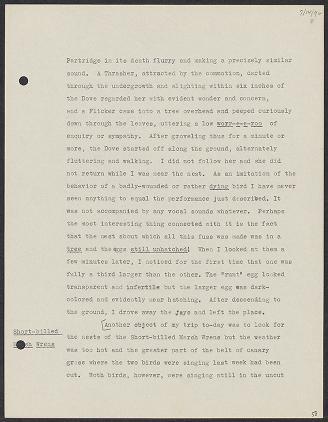 Partridge in its death flurry and making a precisely similar
sound. A Thrasher, attracted by the commotion, darted
through the undergrowth and alighting within six inches of
the Dove regarded her with evident wonder and concern,
and a Flicker came into a tree overhead and peeped curiously
down through the leaves, uttering a low worr-e-e-roo of
enquiry or sympathy. After groveling thus for a minute or
more, the Dove started off along the ground, alternately
fluttering and walking. I did not follow her and she did
not return while I was near the nest. As an imitation of the
behavior of a badly-wounded or rather dying bird I have never
seen anything to equal the performance just described. It
was not accompanied by any vocal sounds whatever. Perhaps
the most interesting thing connected with it is the fact
that the nest about which all this fuss was made was in a
tree and the eggs still unhatched! When I looked at them a
few minutes later, I noticed for the first time that one was
fully a third larger than the other. The "runt" egg looked
transparent and infertile but the larger egg was dark-
colored and evidently near hatching. After descending to
the ground, I drove away the Jays and left the place.
Short-billed
Marsh Wrens
Another object of my trip to-day was to look for
the nests of the Short-billed Marsh Wrens but the weather
was too hot and the greater part of the belt of canary
grass where the two birds were singing last week had been
cut. Both birds, however, were singing still in the uncut
58